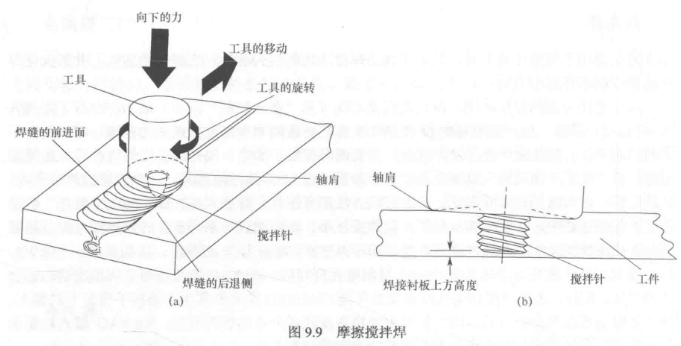 向下的力
工具的移动
工具
工具的旋转
焊缝的前进面
轴肩
搅拌针
焊缝的后退侧
(a)
轴肩
焊接衬板上方高度
搅拌针
工件
(b)
图 9.9 摩擦搅拌焊